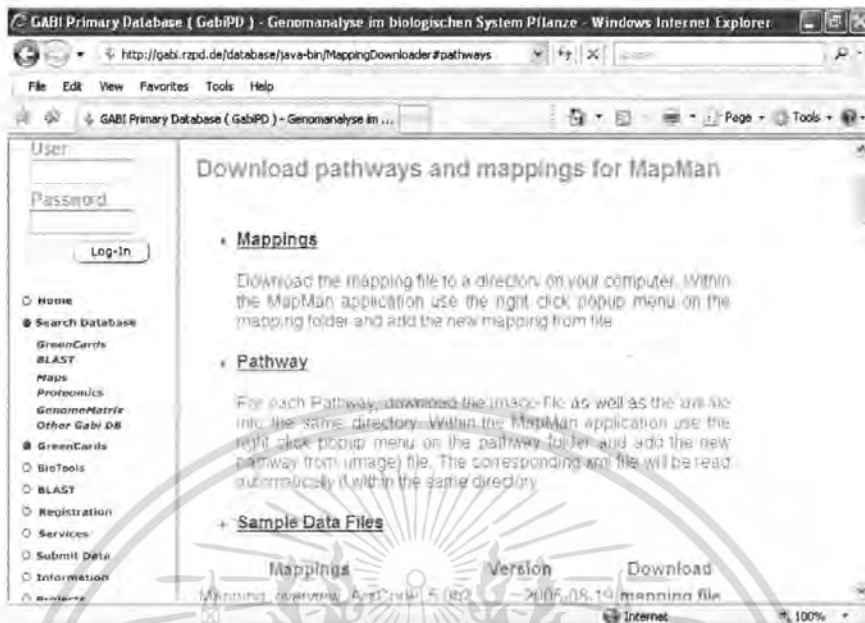 GABI Primary Database ( GabiPD ) - Genomanalyse im biologischen System Pflanze - Windows Internet Explorer
http://gabi.rzpd.de/database/java-bin/MappingDownloader#pathways
File Edit View Favorites Tools Help
GABI Primary Database ( GabiPD ) - Genomanalyse im ...
Page Tools
User
Password
Log-In
Home
Search Database
GreenCards
BLAST
Maps
Proteomics
GenomeMatrix
Other Gabi DB
GreenCards
BioTools
BLAST
Registration
Services
Submit Data
Information
Projects
Download pathways and mappings for MapMan
Mappings
Download the mapping file to a directory on your computer. Within
the MapMan application use the right click popup menu on the
mapping folder and add the new mapping from file
Pathway
For each Pathway, download the image-file as well as the xml-file
into the same directory. Within the MapMan application use the
right click popup menu on the pathway folder and add the new
pathway from (image) file. The corresponding xml file will be read
automatically if within the same directory
Sample Data Files
Mappings Version Download
Mapping overview 2005-08-19 mapping file
Internet 100%